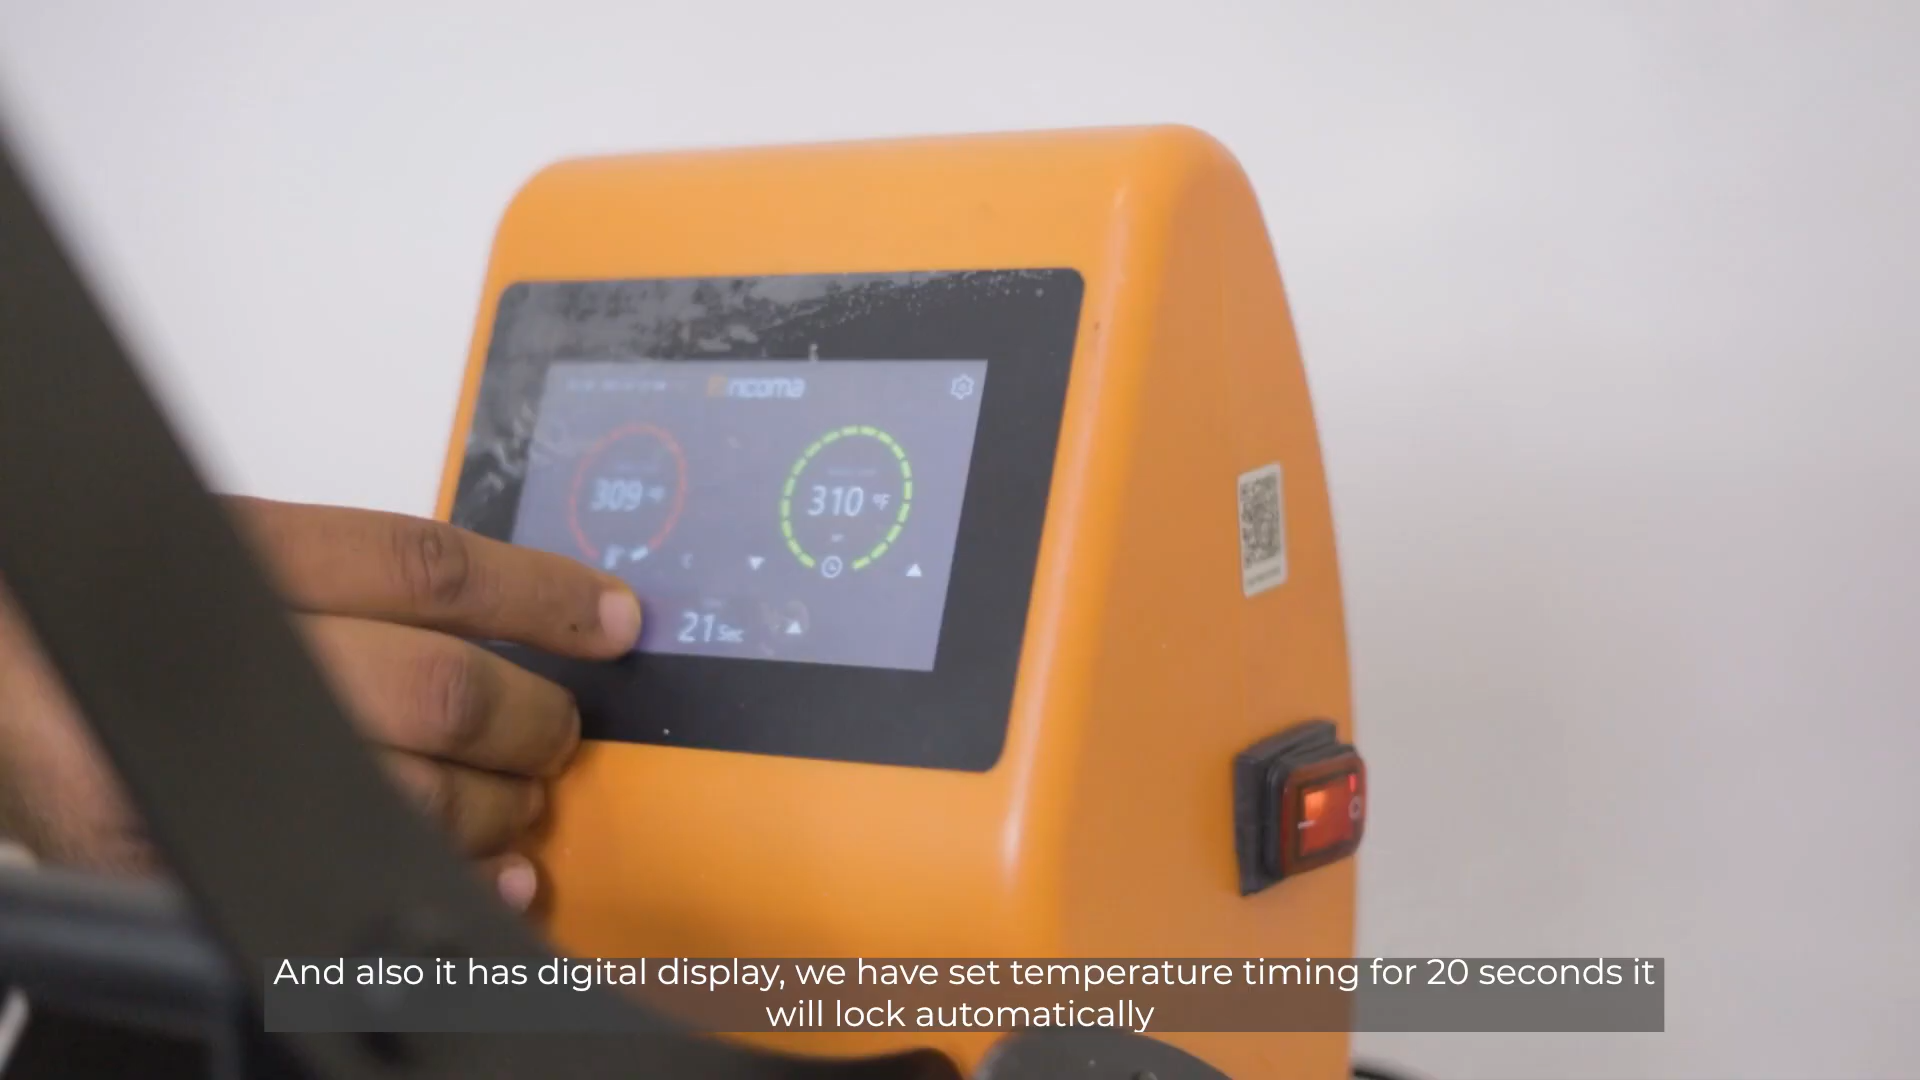 ncoma
309 °F
310 °F
21 Sec
And also it has digital display, we have set temperature timing for 20 seconds it
will lock automatically